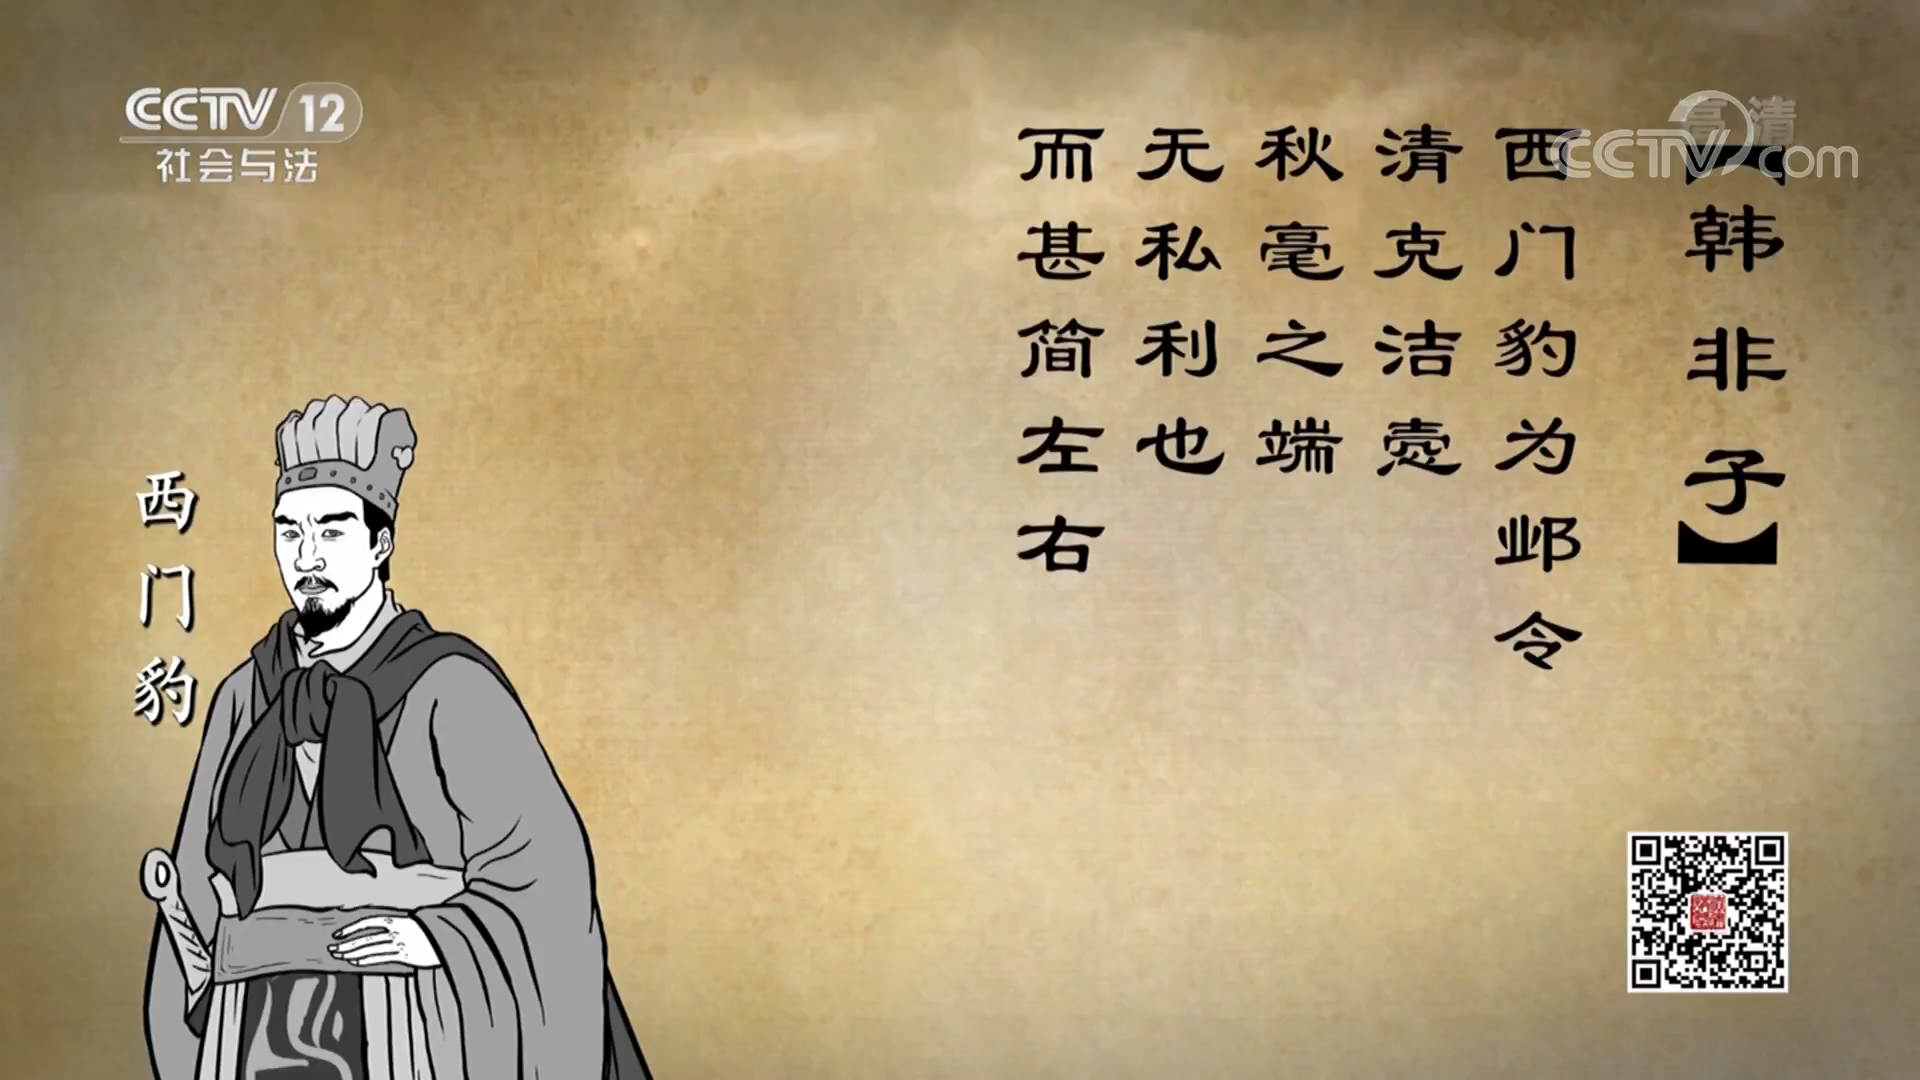 CCTV 12
社会与法
高清
CCTV.com
【韩非子】
西门豹为邺令
清克洁悫
秋毫之端
无私利也
而甚简左右
西门豹